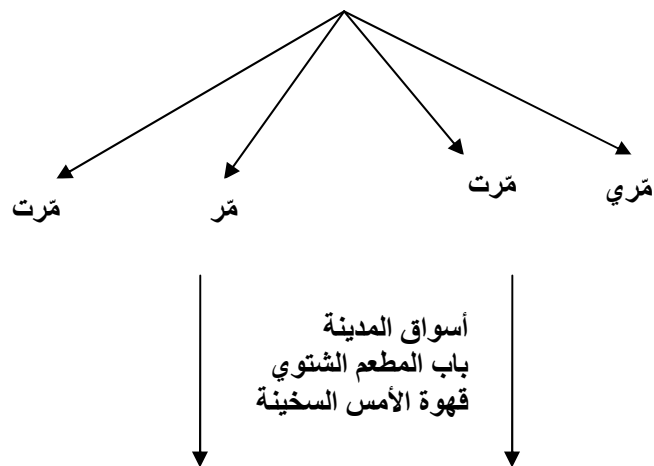 مّري
مّرت
مّر
مّرت
أسواق المدينة
باب المطعم الشتوي
قهوة الأمس السخينة